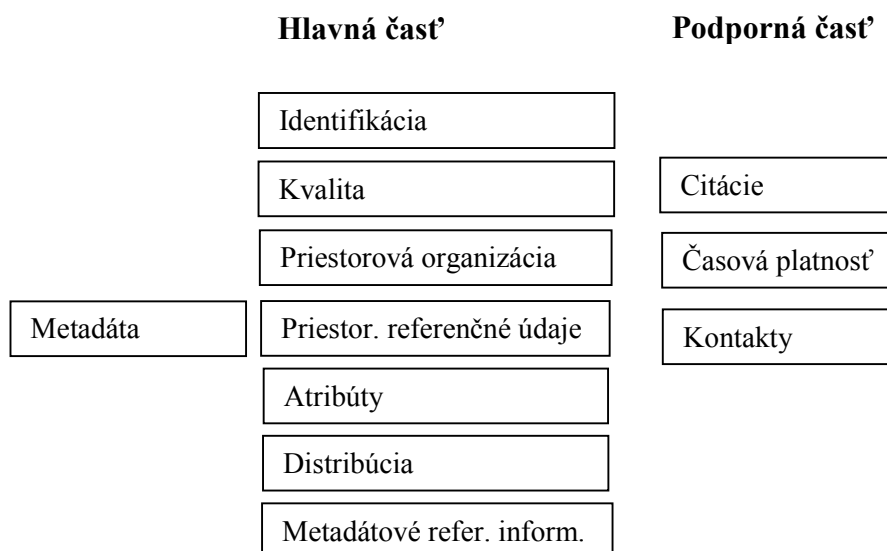 Hlavná časť
Podporná časť
Identifikácia
Kvalita
Citácie
Priestorová organizácia
Časová platnosť
Metadáta
Priestor. referenčné údaje
Kontakty
Atribúty
Distribúcia
Metadátové refer. inform.